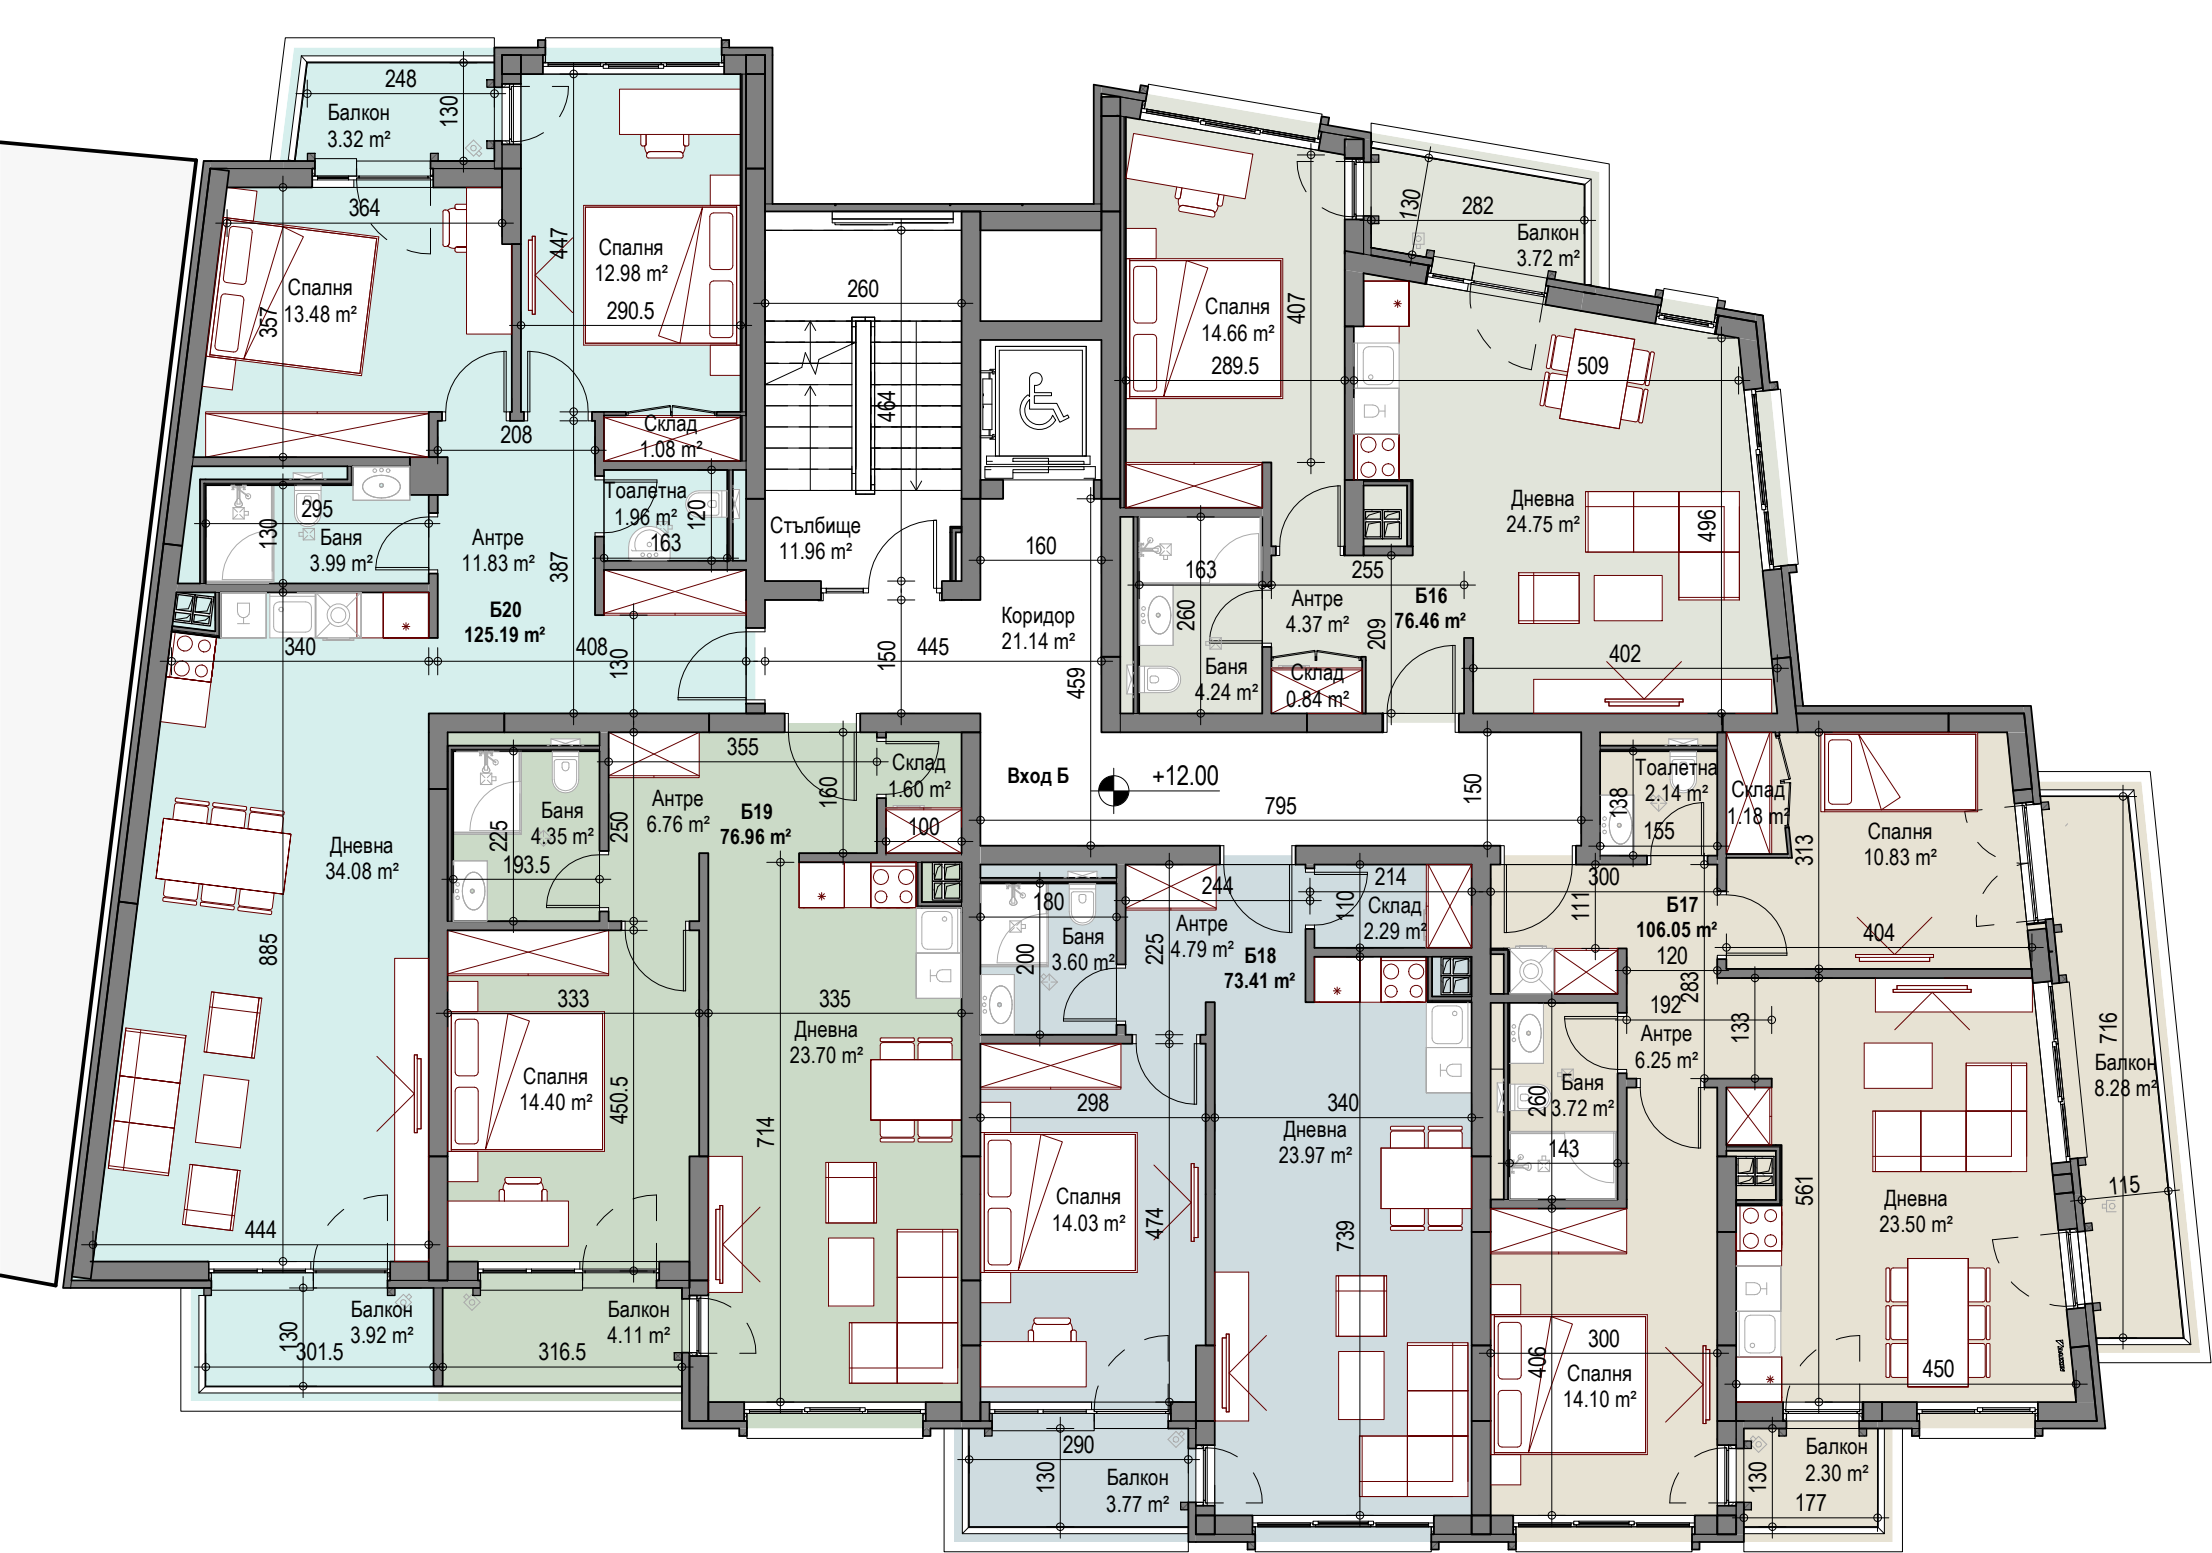 248
130
Балкон
3.32 m²
364
Спалня
13.48 m²
357
447
Спалня
12.98 m²
290.5
208
Склад
1.08 m²
Тоалетна
1.96 m²
120
163
295
130
Баня
3.99 m²
Антре
11.83 m²
387
Б20
125.19 m²
340
408
130
Дневна
34.08 m²
885
444
Балкон
3.92 m²
130
301.5
260
464
Стълбище
11.96 m²
160
Коридор
21.14 m²
150
445
459
Вход Б
+12.00
795
150
Спалня
14.66 m²
289.5
407
130
282
Балкон
3.72 m²
509
Дневна
24.75 m²
496
163
260
Баня
4.24 m²
255
Антре
4.37 m²
209
Б16
76.46 m²
Склад
0.84 m²
402
355
160
Склад
1.60 m²
100
Баня
4.35 m²
225
193.5
250
Антре
6.76 m²
Б19
76.96 m²
333
335
Спалня
14.40 m²
450.5
Дневна
23.70 m²
714
Балкон
4.11 m²
316.5
180
200
Баня
3.60 m²
244
Антре
4.79 m²
225
110
214
Склад
2.29 m²
Б18
73.41 m²
298
340
Дневна
23.97 m²
Спалня
14.03 m²
474
739
290
130
Балкон
3.77 m²
Тоалетна
2.14 m²
138
155
Склад
1.18 m²
313
Спалня
10.83 m²
300
111
Б17
106.05 m²
120
404
283
192
133
Антре
6.25 m²
Баня
3.72 m²
260
143
716
Балкон
8.28 m²
115
561
Дневна
23.50 m²
300
406
Спалня
14.10 m²
450
Балкон
2.30 m²
130
177